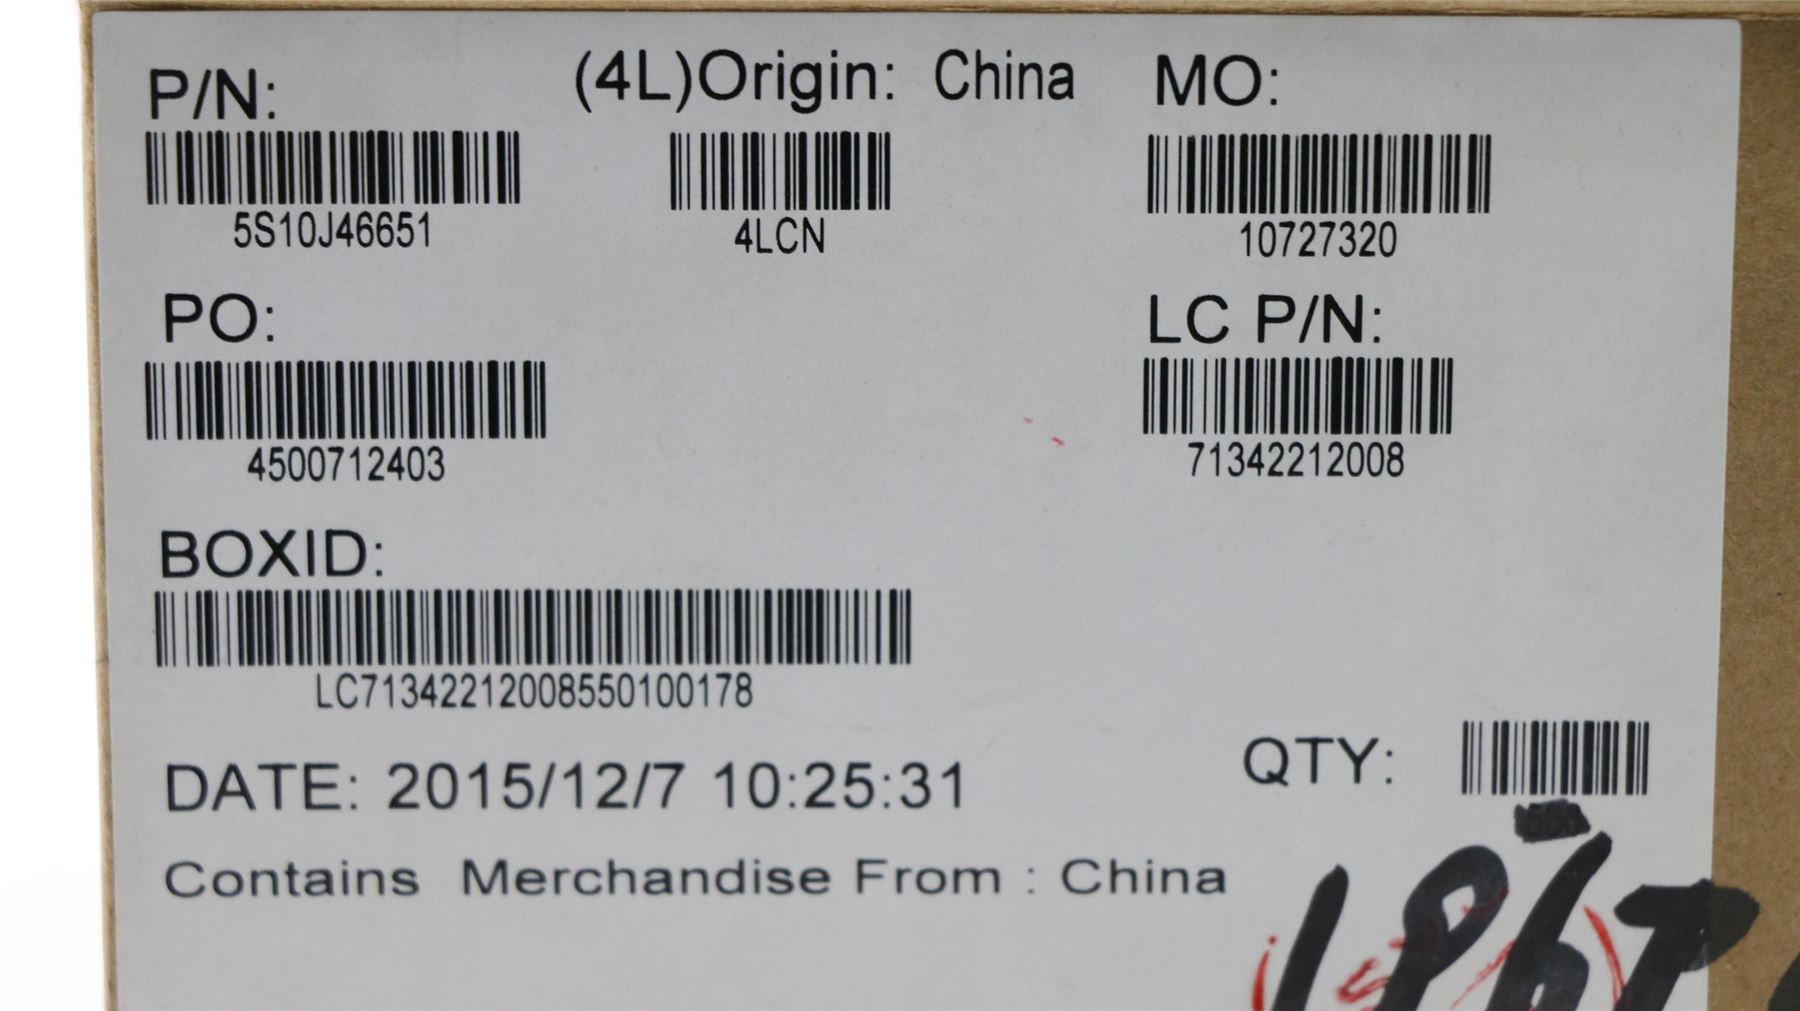 P/N: (4L)Origin: China MO:
5S10J46651 4LCN 10727320
PO: LC P/N:
4500712403 71342212008
BOXID:
LC71342212008550100178
QTY:
DATE: 2015/12/7 10:25:31
Contains Merchandise From : China